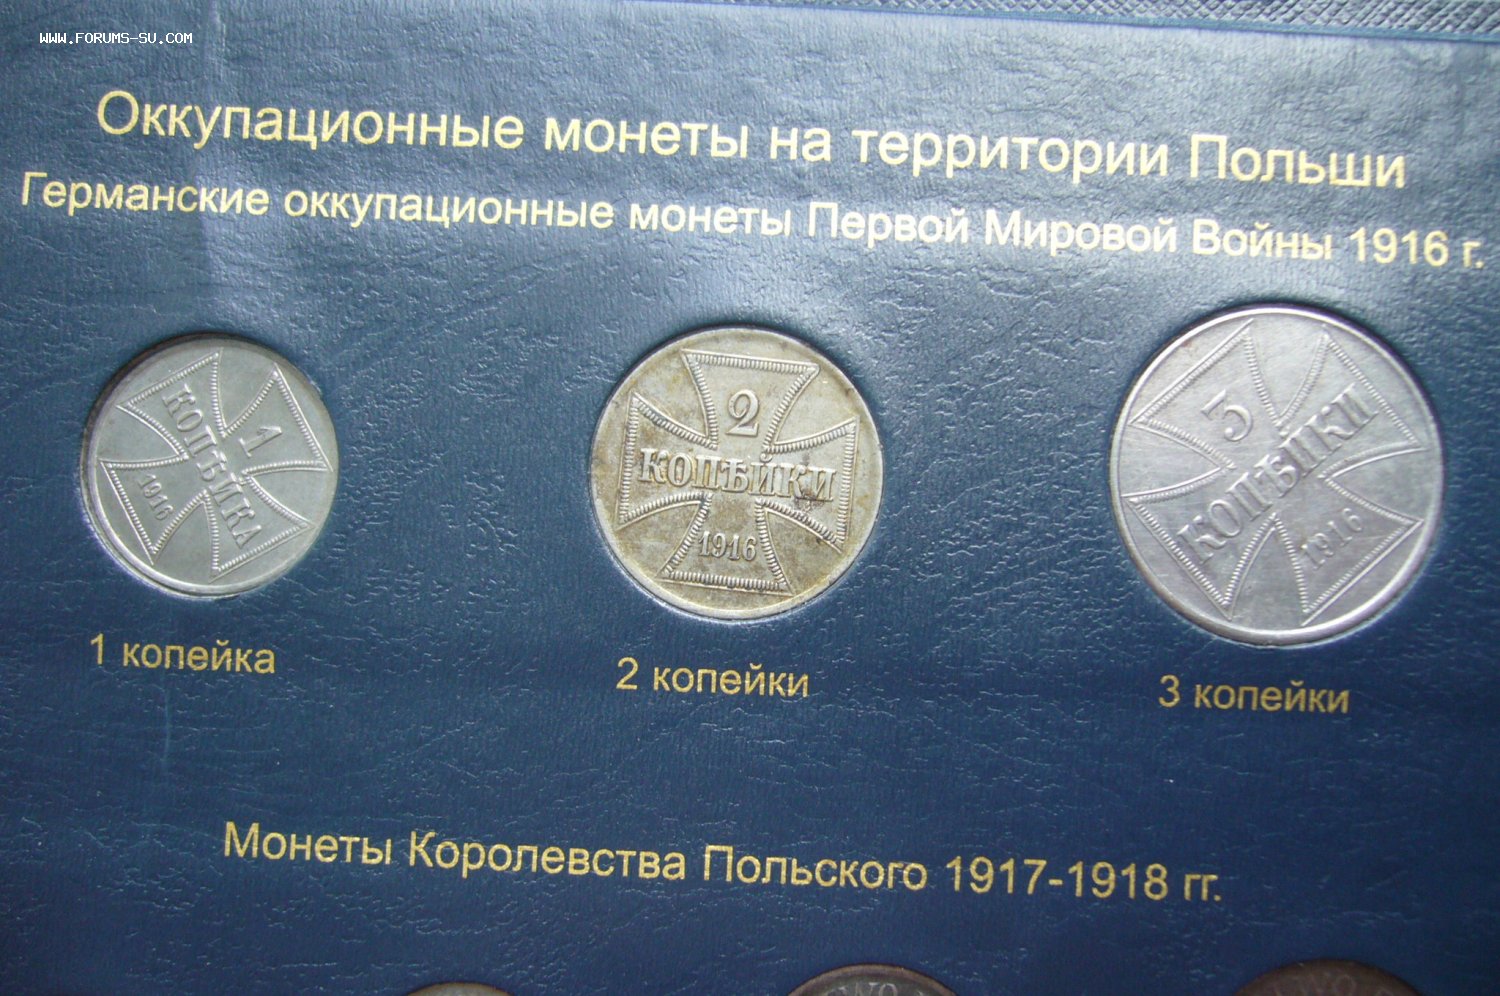 WWW.FORUMS-SU.COM
Оккупационные монеты на территории Польши
Германские оккупационные монеты Первой Мировой Войны 1916 г.
1
КОПѢЙКА
1916
2
КОПѢЙКИ
1916
3
КОПѢЙКИ
1916
1 копейка
2 копейки
3 копейки
Монеты Королевства Польского 1917-1918 гг.